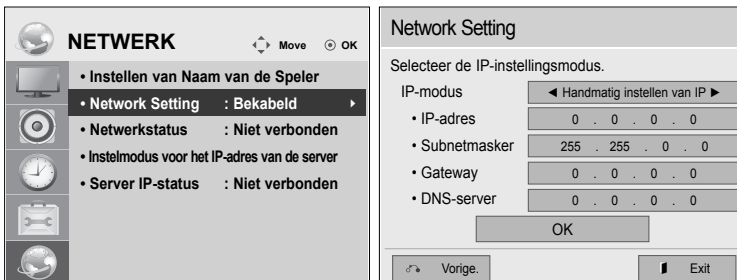 NETWERK
Move OK
• Instellen van Naam van de Speler
• Network Setting : Bekabeld
• Netwerkstatus : Niet verbonden
• Instelmodus voor het IP-adres van de server
• Server IP-status : Niet verbonden
Network Setting
Selecteer de IP-instellingsmodus.
IP-modus ◄ Handmatig instellen van IP ►
• IP-adres 0 . 0 . 0 . 0
• Subnetmasker 255 . 255 . 0 . 0
• Gateway 0 . 0 . 0 . 0
• DNS-server 0 . 0 . 0 . 0
OK
Vorige. Exit